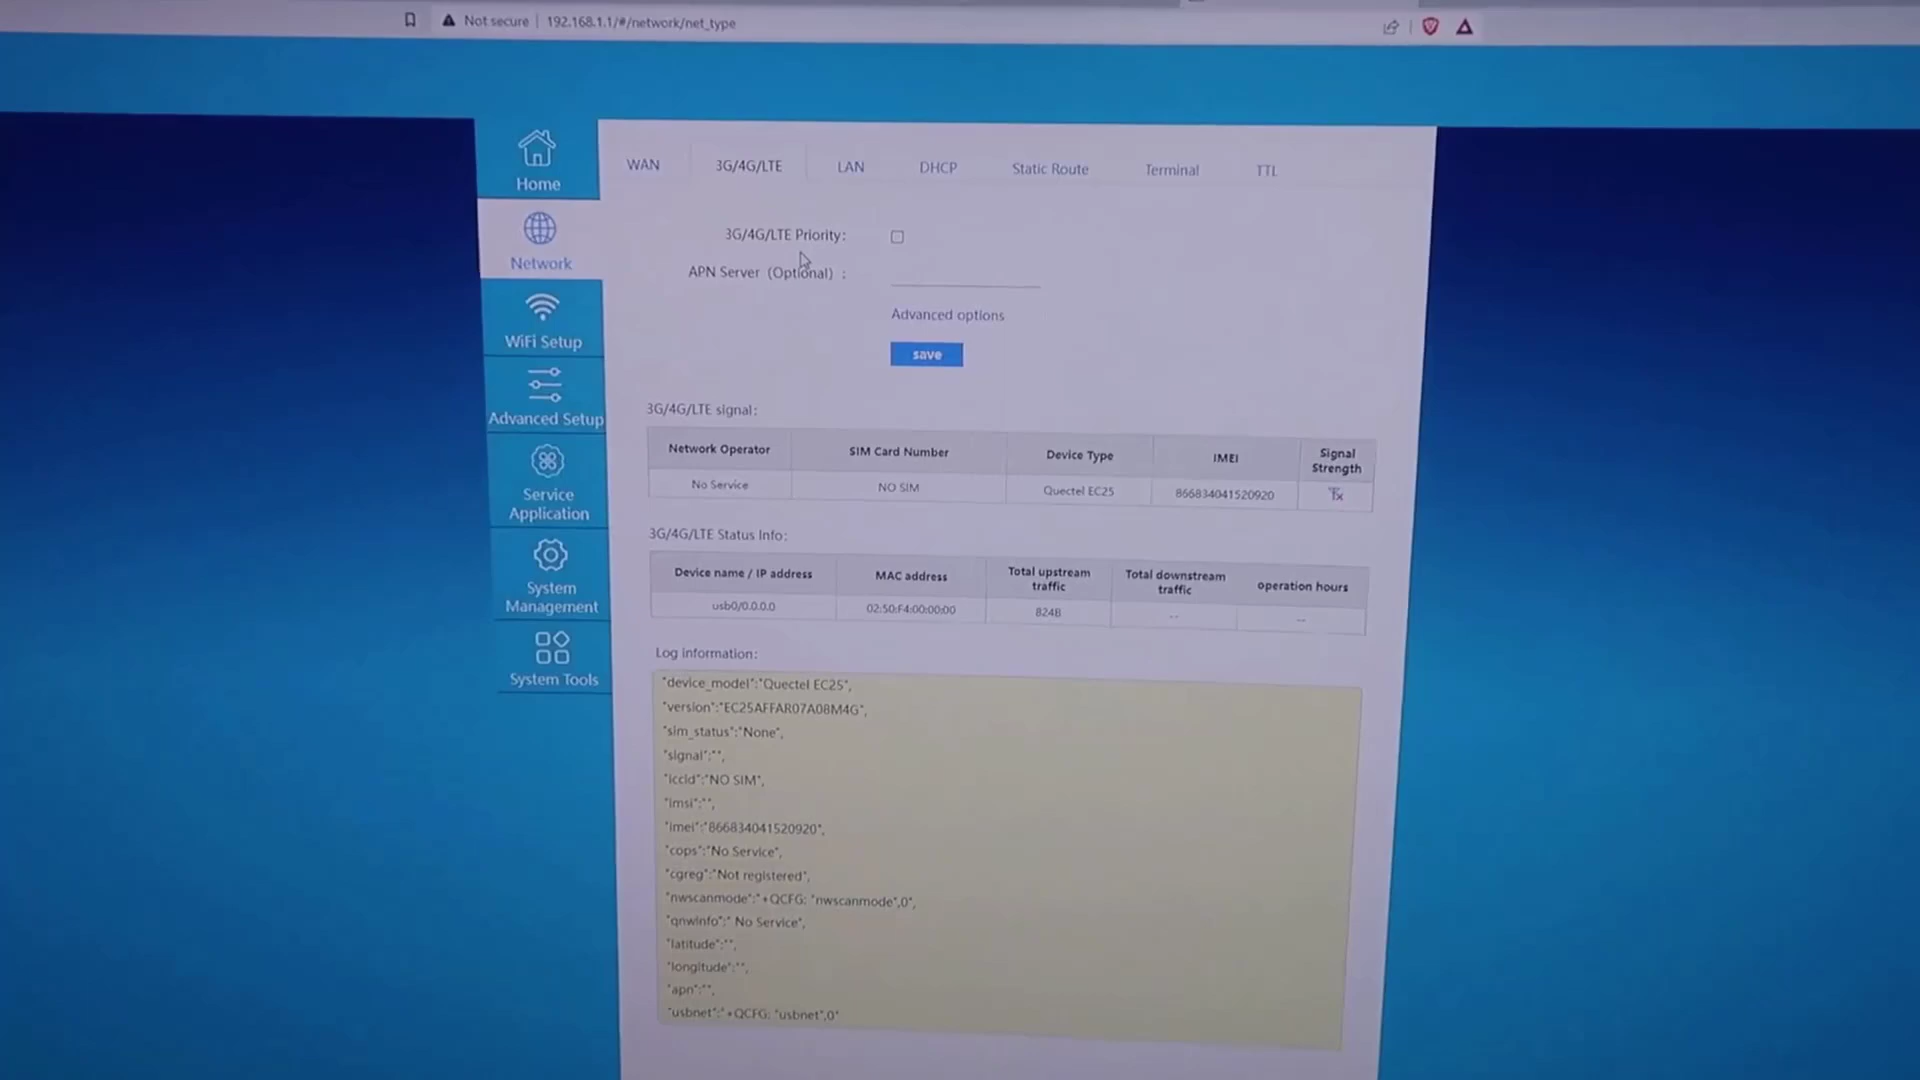 Not secure | 192.168.1.1/#/network/net_type
Home
Network
WiFi Setup
Advanced Setup
Service
Application
System
Management
System Tools
WAN 3G/4G/LTE LAN DHCP Static Route Terminal TTL
3G/4G/LTE Priority:
APN Server (Optional) :
Advanced options
save
3G/4G/LTE signal:
Network Operator SIM Card Number Device Type IMEI Signal Strength
No Service NO SIM Quectel EC25 866834041520920
3G/4G/LTE Status Info:
Device name / IP address MAC address Total upstream traffic Total downstream traffic operation hours
usb0/0.0.0.0 02:50:F4:00:00:00 824B -- --
Log information:
"device_model":"Quectel EC25",
"version":"EC25AFFAR07A08M4G",
"sim_status":"None",
"signal":"",
"iccid":"NO SIM",
"imsi":"",
"imei":"866834041520920",
"cops":"No Service",
"cgreg":"Not registered",
"nwscanmode":"+QCFG: "nwscanmode",0",
"qnwinfo":" No Service",
"latitude":"",
"longitude":"",
"apn":"",
"usbnet":"+QCFG: "usbnet",0"